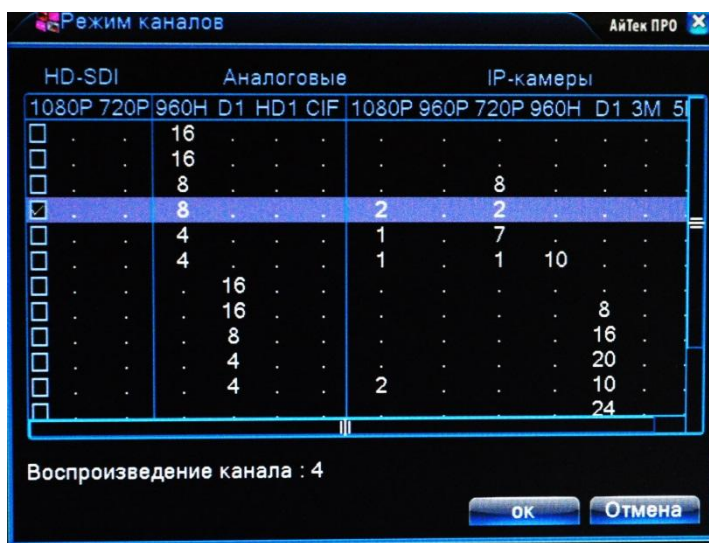 Режим каналов АйТек ПРО
HD-SDI Аналоговые IP-камеры
1080P 720P 960H D1 HD1 CIF 1080P 960P 720P 960H D1 3M
. . 16 . . . . . . . . .
. . 16 . . . . . . . . .
. . 8 . . . . . 8 . . .
. . 8 . . . 2 . 2 . . .
. . 4 . . . 1 . 7 . . .
. . 4 . . . 1 . 1 10 . .
. . . 16 . . . . . . . .
. . . 16 . . . . . . 8 .
. . . 8 . . . . . . 16 .
. . . 4 . . . . . . 20 .
. . . 4 . . 2 . . . 10 .
. . . . . . . . . . 24 .
Воспроизведение канала : 4
ок Отмена